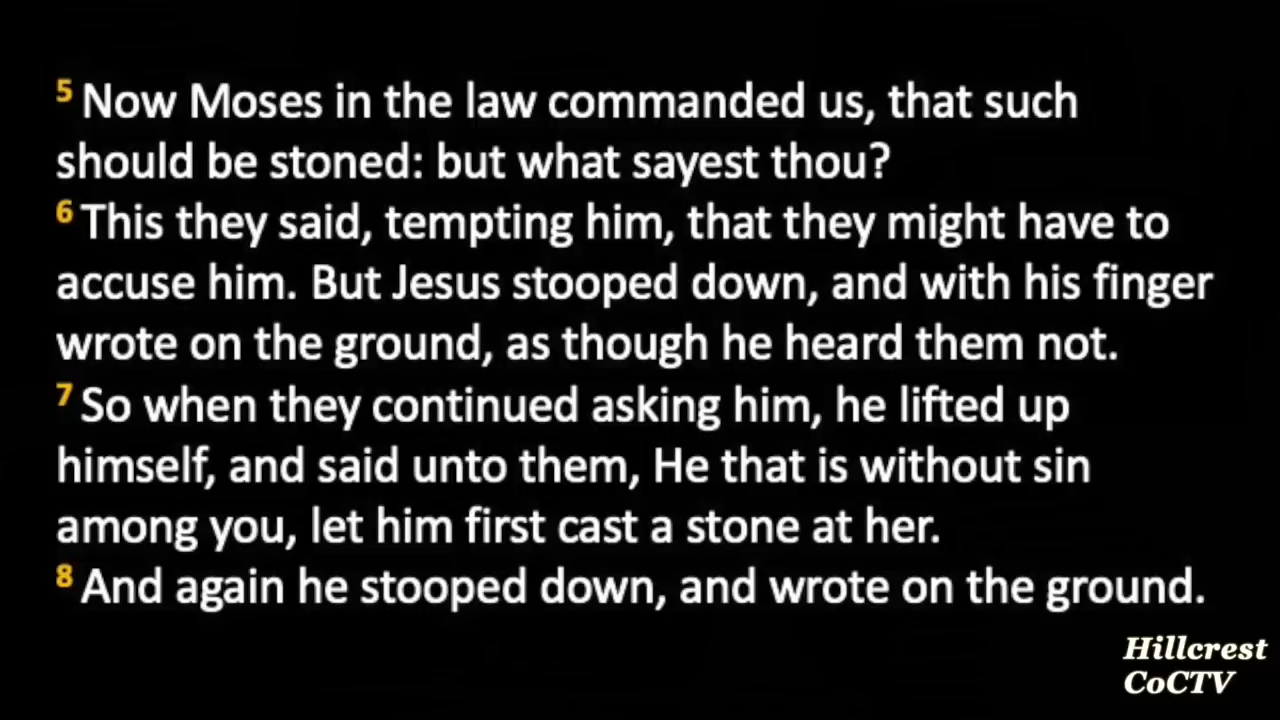 5 Now Moses in the law commanded us, that such
should be stoned: but what sayest thou?
6 This they said, tempting him, that they might have to
accuse him. But Jesus stooped down, and with his finger
wrote on the ground, as though he heard them not.
7 So when they continued asking him, he lifted up
himself, and said unto them, He that is without sin
among you, let him first cast a stone at her.
8 And again he stooped down, and wrote on the ground.
Hillcrest
CoCTV